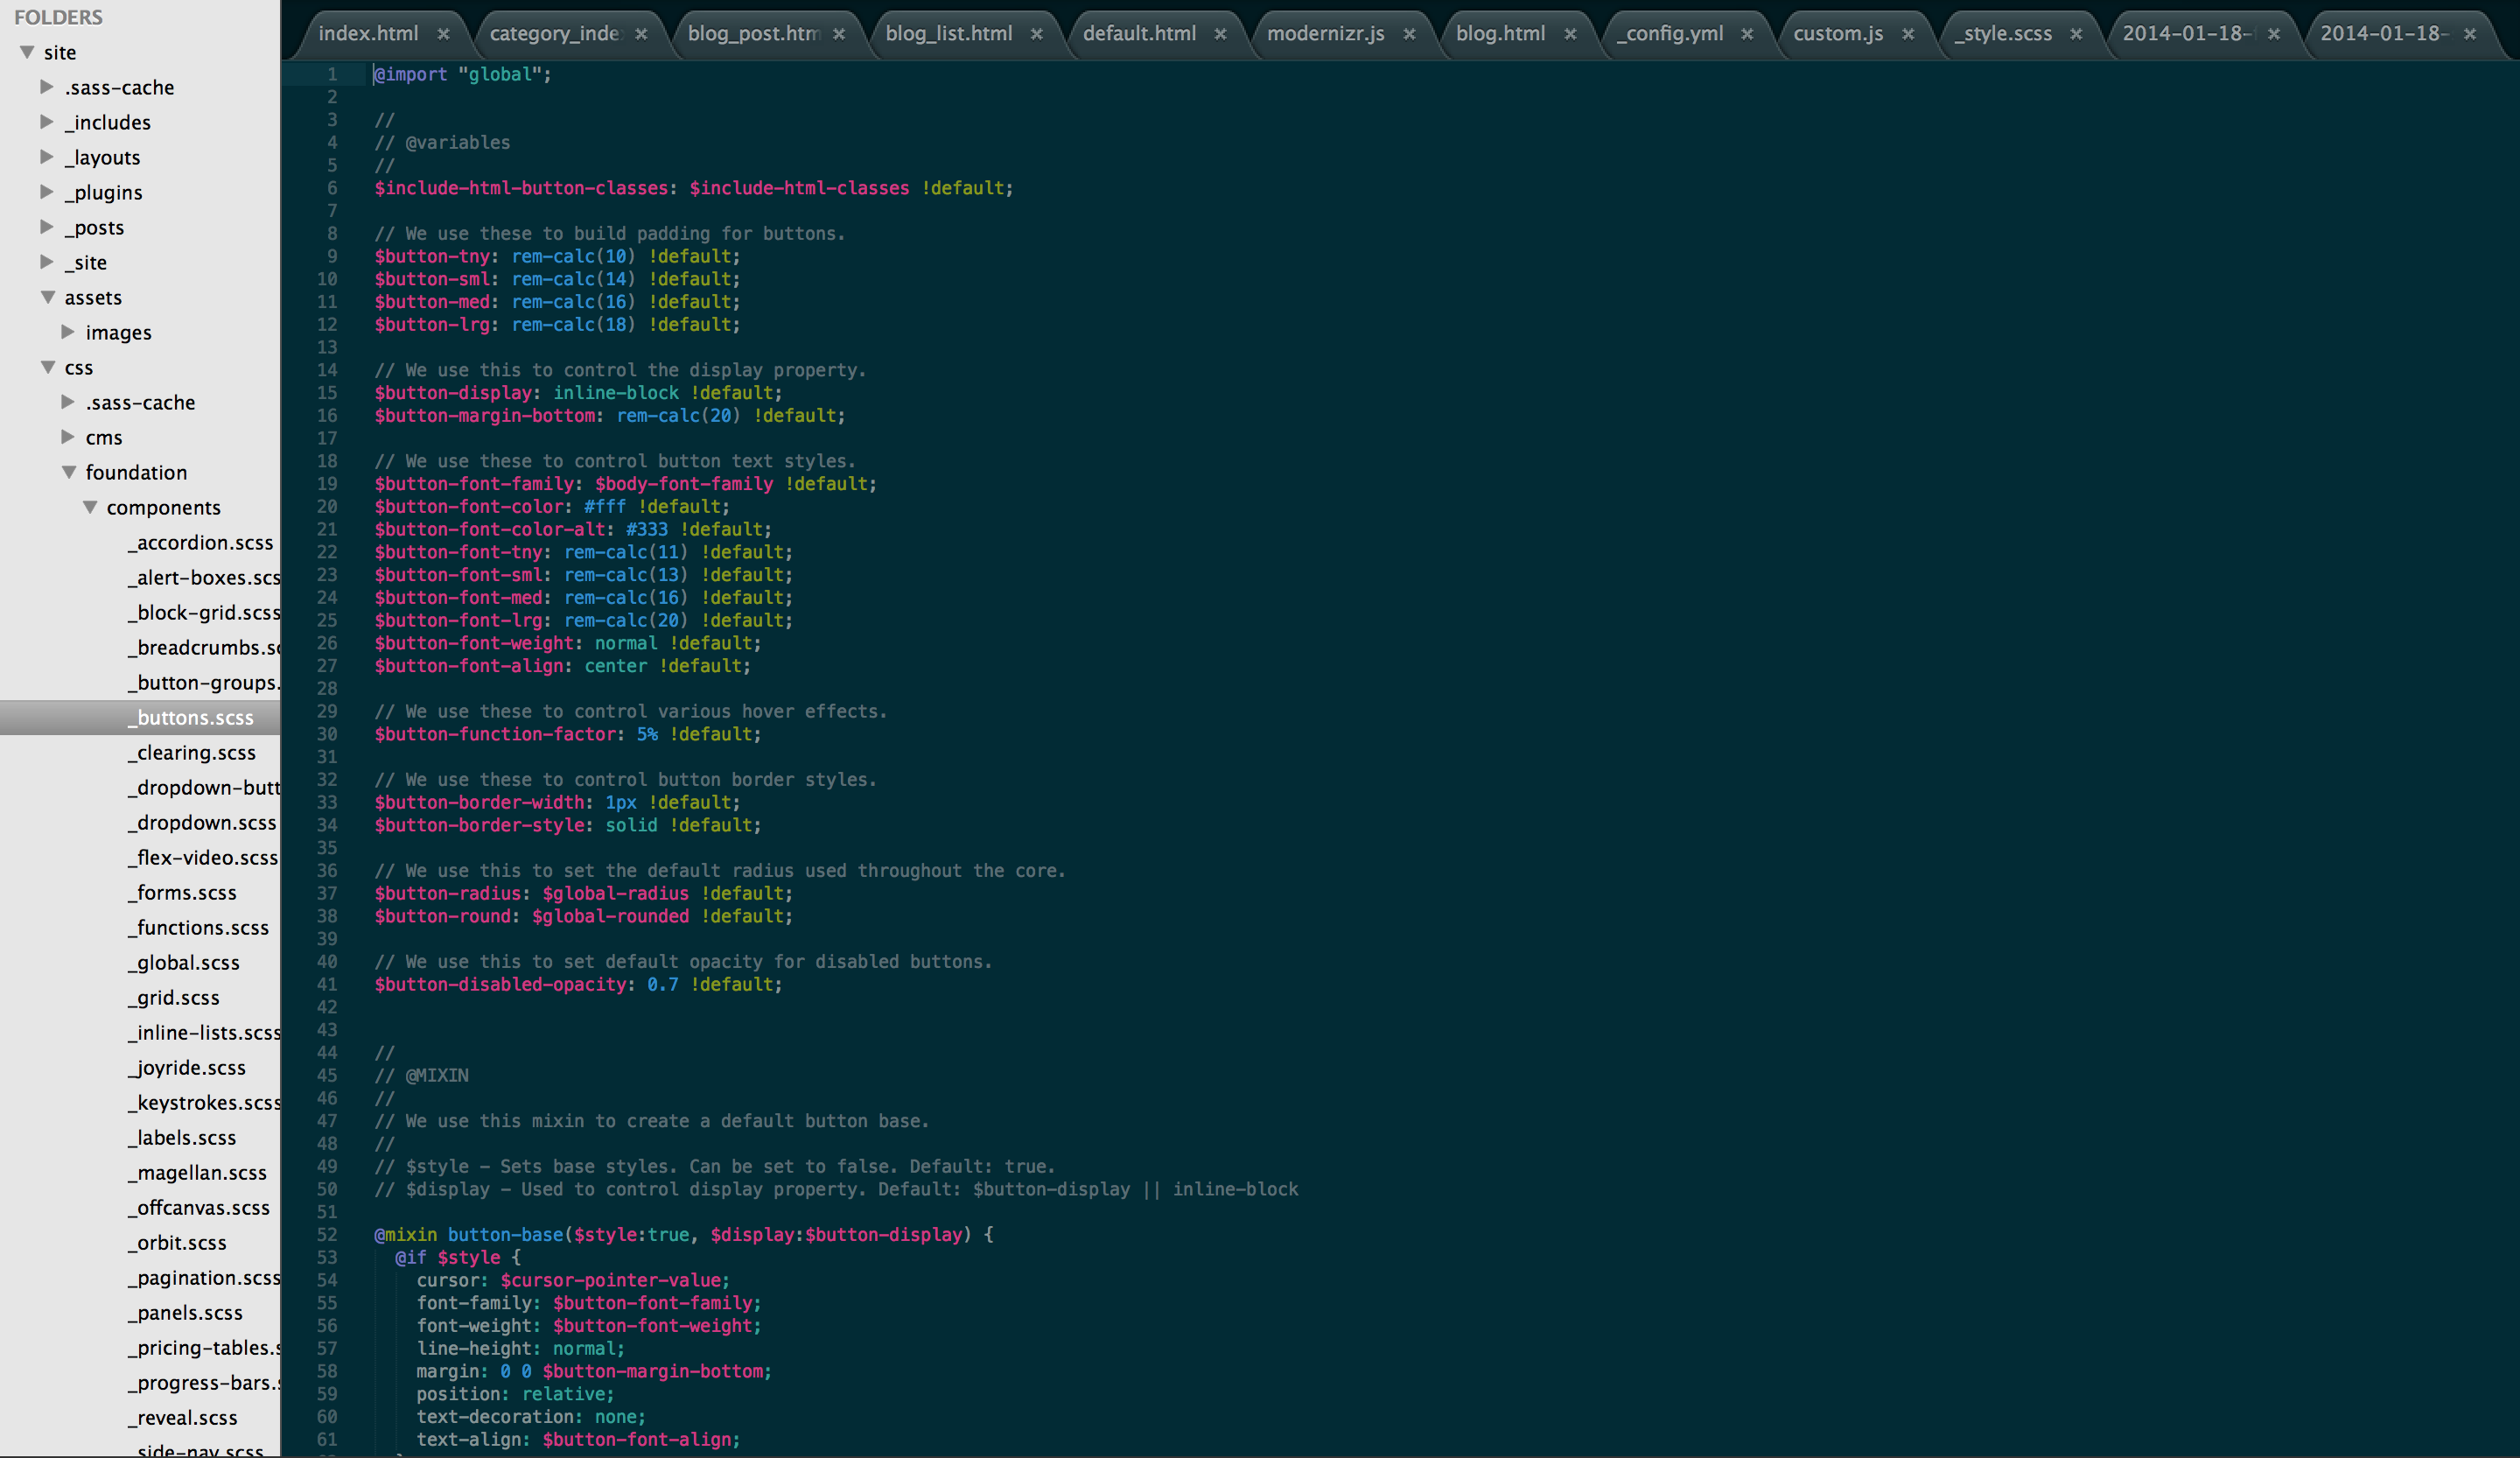 FOLDERS
site
.sass-cache
_includes
_layouts
_plugins
_posts
_site
assets
images
css
.sass-cache
cms
foundation
components
_accordion.scss
_alert-boxes.scs
_block-grid.scss
_breadcrumbs.sc
_button-groups.
_buttons.scss
_clearing.scss
_dropdown-butt
_dropdown.scss
_flex-video.scss
_forms.scss
_functions.scss
_global.scss
_grid.scss
_inline-lists.scss
_joyride.scss
_keystrokes.scss
_labels.scss
_magellan.scss
_offcanvas.scss
_orbit.scss
_pagination.scss
_panels.scss
_pricing-tables.s
_progress-bars.s
_reveal.scss
_side-nav.scss
index.html × category_inde × blog_post.htm × blog_list.html × default.html × modernizr.js × blog.html × _config.yml × custom.js × _style.scss × 2014-01-18- × 2014-01-18- ×
1 @import "global";
2
3 //
4 // @variables
5 //
6 $include-html-button-classes: $include-html-classes !default;
7
8 // We use these to build padding for buttons.
9 $button-tny: rem-calc(10) !default;
10 $button-sml: rem-calc(14) !default;
11 $button-med: rem-calc(16) !default;
12 $button-lrg: rem-calc(18) !default;
13
14 // We use this to control the display property.
15 $button-display: inline-block !default;
16 $button-margin-bottom: rem-calc(20) !default;
17
18 // We use these to control button text styles.
19 $button-font-family: $body-font-family !default;
20 $button-font-color: #fff !default;
21 $button-font-color-alt: #333 !default;
22 $button-font-tny: rem-calc(11) !default;
23 $button-font-sml: rem-calc(13) !default;
24 $button-font-med: rem-calc(16) !default;
25 $button-font-lrg: rem-calc(20) !default;
26 $button-font-weight: normal !default;
27 $button-font-align: center !default;
28
29 // We use these to control various hover effects.
30 $button-function-factor: 5% !default;
31
32 // We use these to control button border styles.
33 $button-border-width: 1px !default;
34 $button-border-style: solid !default;
35
36 // We use this to set the default radius used throughout the core.
37 $button-radius: $global-radius !default;
38 $button-round: $global-rounded !default;
39
40 // We use this to set default opacity for disabled buttons.
41 $button-disabled-opacity: 0.7 !default;
42
43
44 //
45 // @MIXIN
46 //
47 // We use this mixin to create a default button base.
48 //
49 // $style - Sets base styles. Can be set to false. Default: true.
50 // $display - Used to control display property. Default: $button-display || inline-block
51
52 @mixin button-base($style:true, $display:$button-display) {
53 @if $style {
54 cursor: $cursor-pointer-value;
55 font-family: $button-font-family;
56 font-weight: $button-font-weight;
57 line-height: normal;
58 margin: 0 0 $button-margin-bottom;
59 position: relative;
60 text-decoration: none;
61 text-align: $button-font-align;